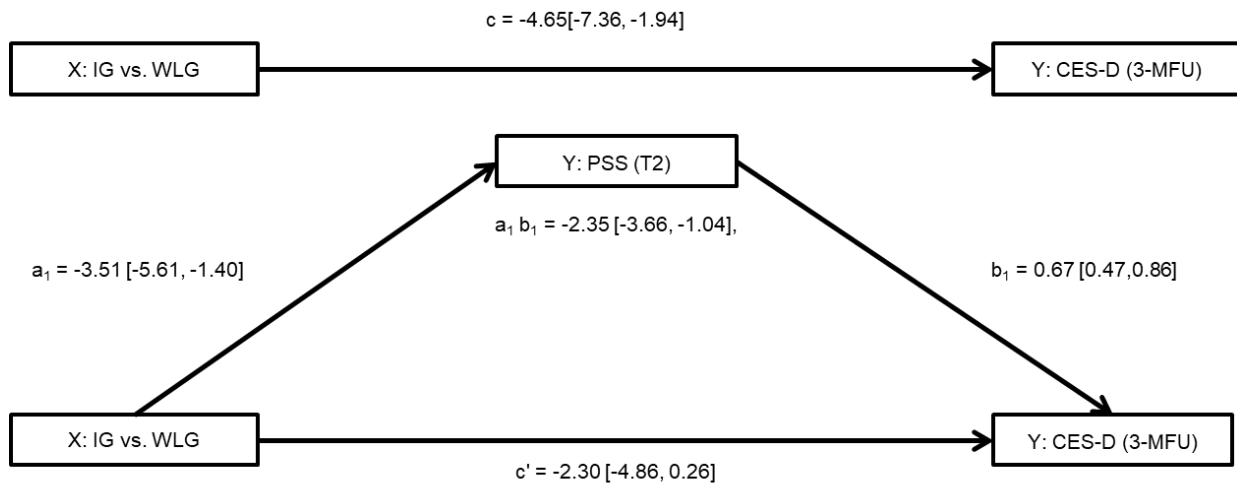 c = -4.65[-7.36, -1.94]
X: IG vs. WLG
Y: CES-D (3-MFU)
Y: PSS (T2)
a₁ b₁ = -2.35 [-3.66, -1.04],
a₁ = -3.51 [-5.61, -1.40]
b₁ = 0.67 [0.47,0.86]
X: IG vs. WLG
Y: CES-D (3-MFU)
c' = -2.30 [-4.86, 0.26]